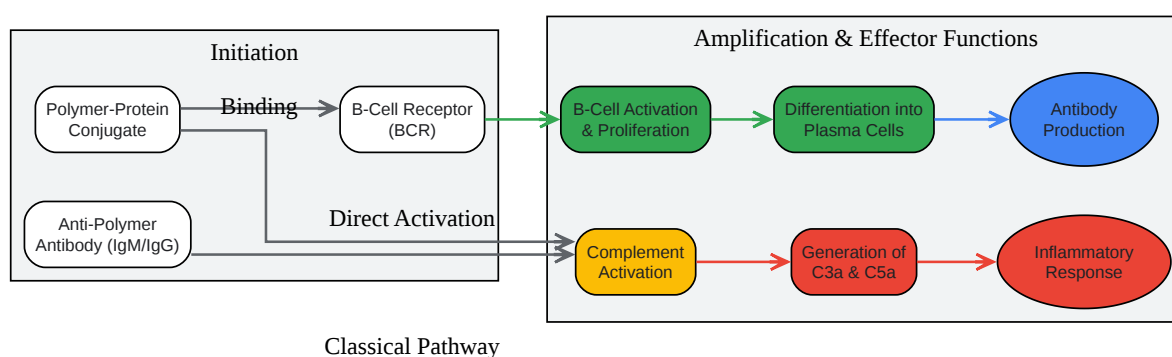 Initiation
Amplification & Effector Functions
Polymer-Protein
Conjugate
Binding
B-Cell Receptor
(BCR)
B-Cell Activation
& Proliferation
Differentiation into
Plasma Cells
Antibody
Production
Anti-Polymer
Antibody (IgM/IgG)
Direct Activation
Complement
Activation
Generation of
C3a & C5a
Inflammatory
Response
Classical Pathway